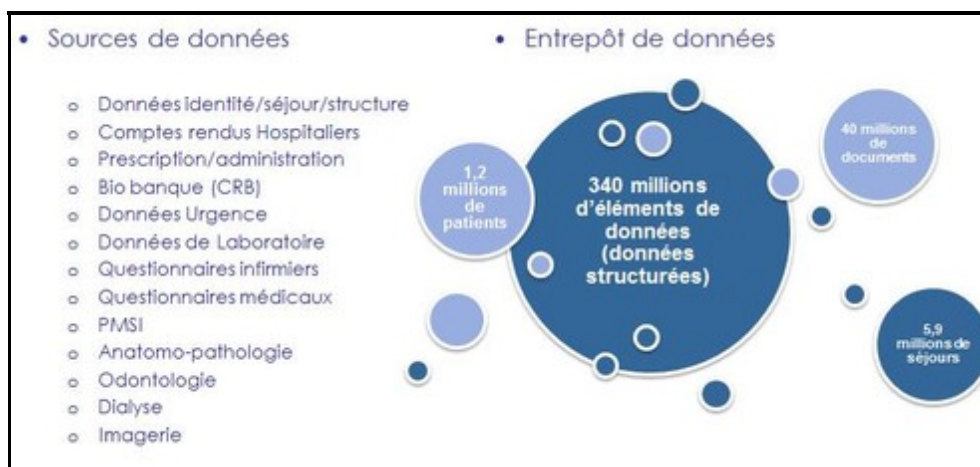 • Sources de données
o Données identité/séjour/structure
o Comptes rendus Hospitaliers
o Prescription/administration
o Bio banque (CRB)
o Données Urgence
o Données de Laboratoire
o Questionnaires infirmiers
o Questionnaires médicaux
o PMSI
o Anatomo-pathologie
o Odontologie
o Dialyse
o Imagerie
• Entrepôt de données
1,2
millions
de
patients
340 millions
d'éléments de
données
(données
structurées)
40 millions
de
documents
5,9
millions de
séjours